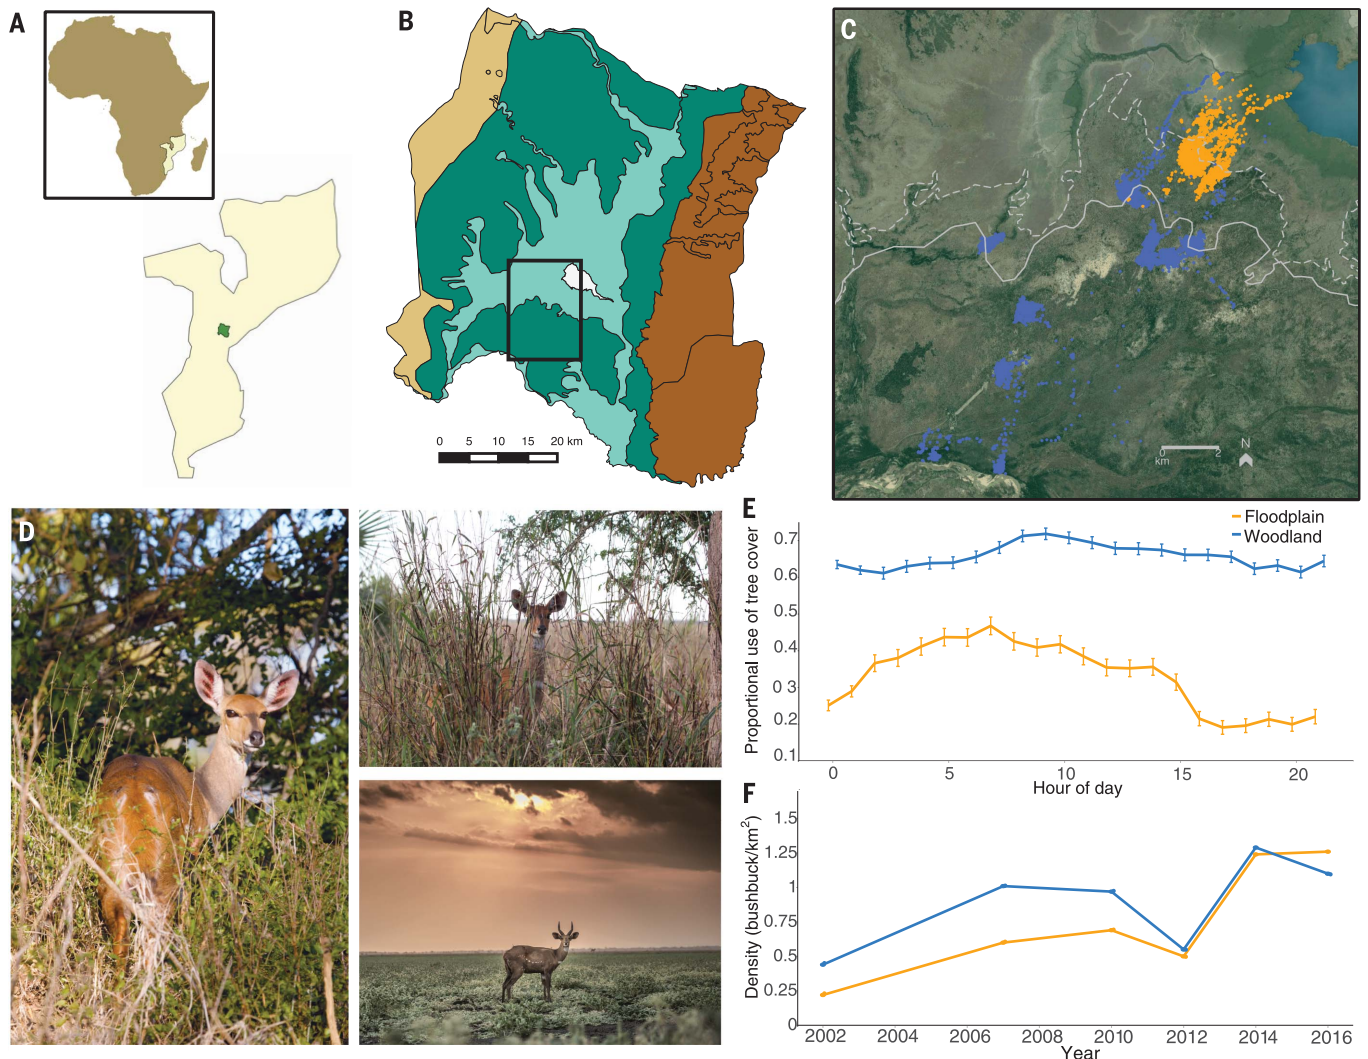 A
B
0 5 10 15 20 km
C
0 2
km
N
D
E
Floodplain
Woodland
Proportional use of tree cover
0.7
0.6
0.5
0.4
0.3
0.2
0.1
0 5 10 15 20
Hour of day
F
Density (bushbuck/km²)
1.5
1.25
1
0.75
0.5
0.25
0
2002 2004 2006 2008 2010 2012 2014 2016
Year